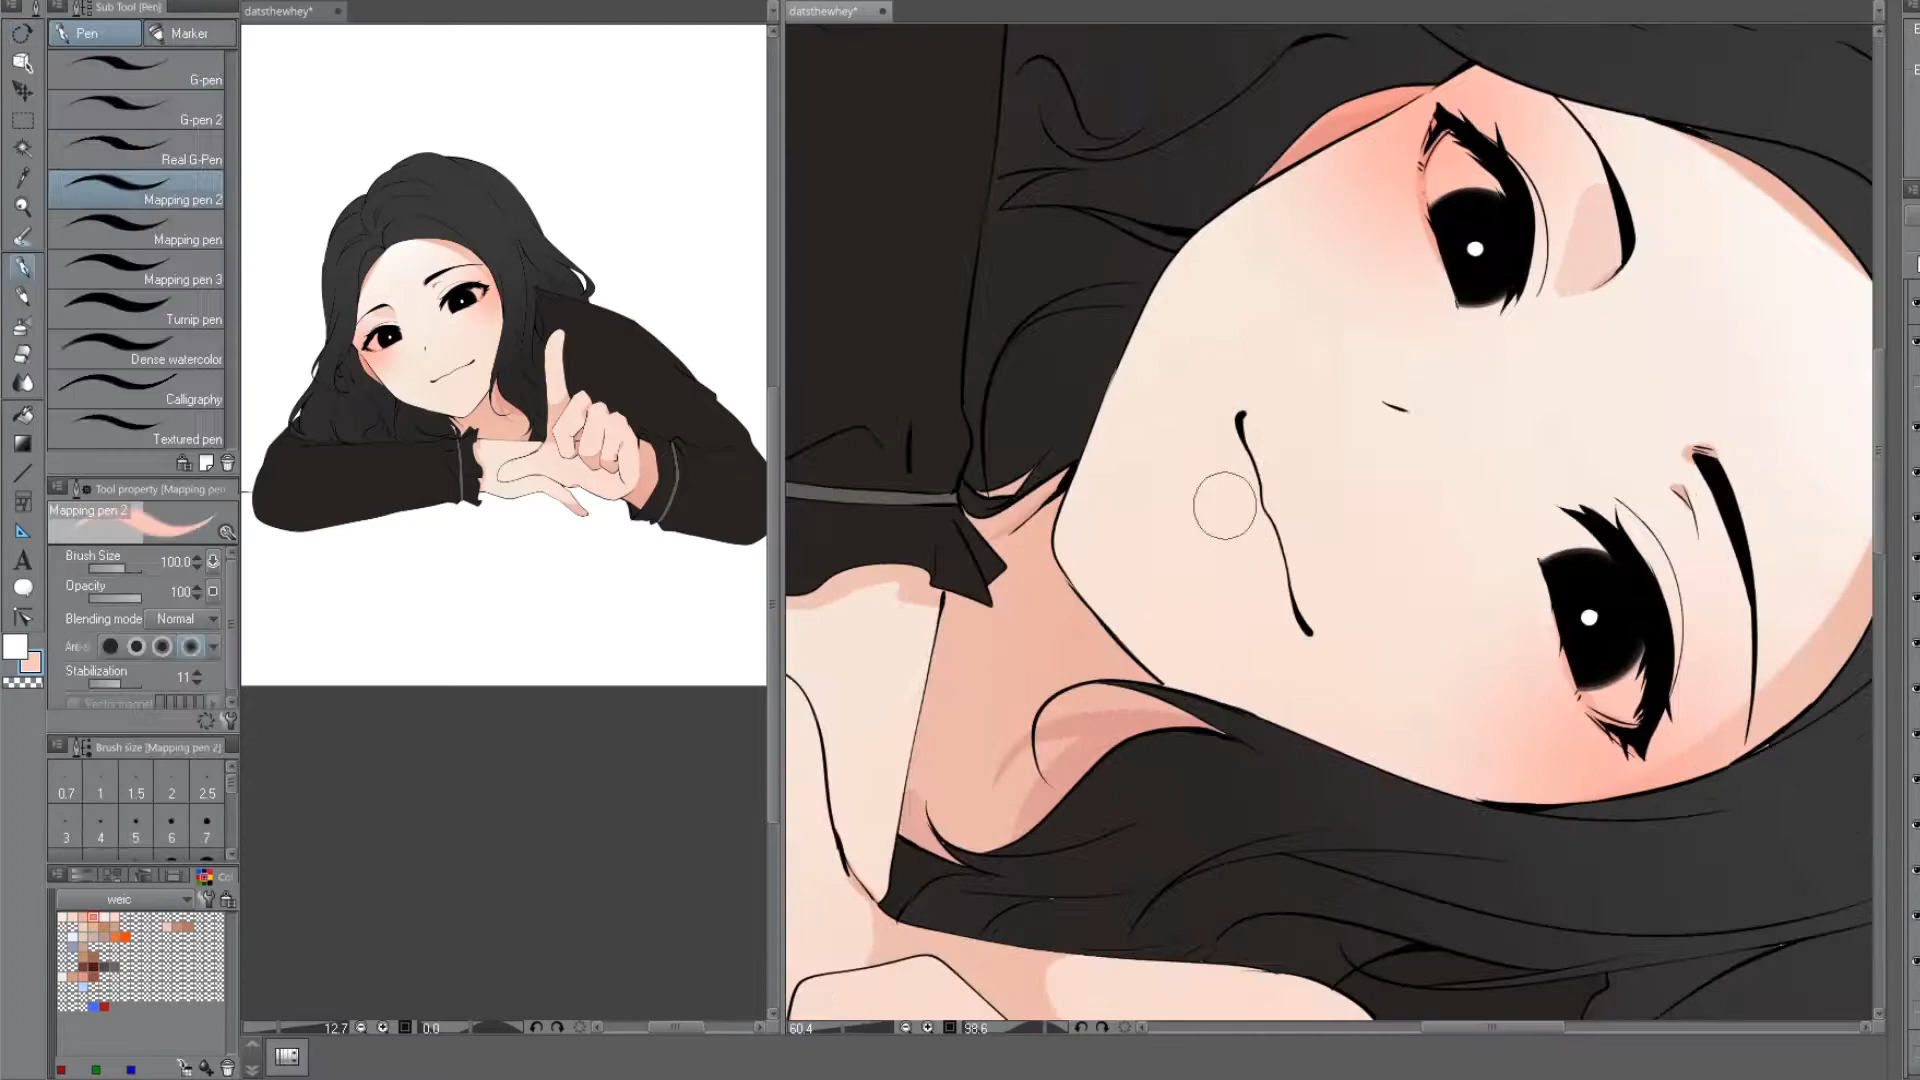 Sub Tool [Pen]
datsthewhey*
datsthewhey*
Pen
Marker
G-pen
G-pen 2
Real G-Pen
Mapping pen 2
Mapping pen
Mapping pen 3
Turnip pen
Dense watercolor
Calligraphy
Textured pen
Tool property [Mapping pen
Mapping pen 2
Brush Size
100.0
Opacity
100
Blending mode
Normal
Stabilization
11
Vector magnet
Brush size [Mapping pen 2]
0.7 1 1.5 2 2.5
3 4 5 6 7
weic
12.7
0.0
60.4
98.6